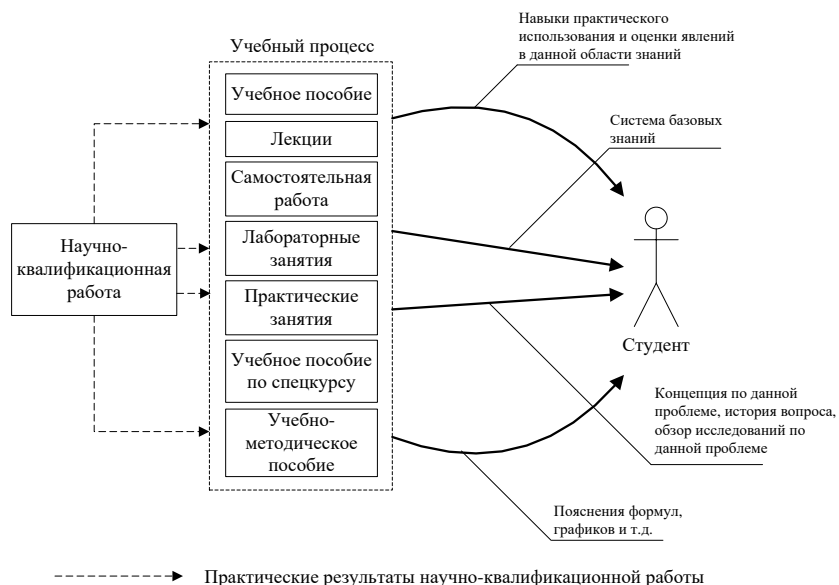 Навыки практического
использования и оценки явлений
в данной области знаний
Учебный процесс
Учебное пособие
Лекции
Самостоятельная
работа
Лабораторные
занятия
Практические
занятия
Учебное пособие
по спецкурсу
Учебно-
методическое
пособие
Научно-
квалификационная
работа
Система базовых
знаний
Студент
Концепция по данной
проблеме, история вопроса,
обзор исследований по
данной проблеме
Пояснения формул,
графиков и т.д.
Практические результаты научно-квалификационной работы